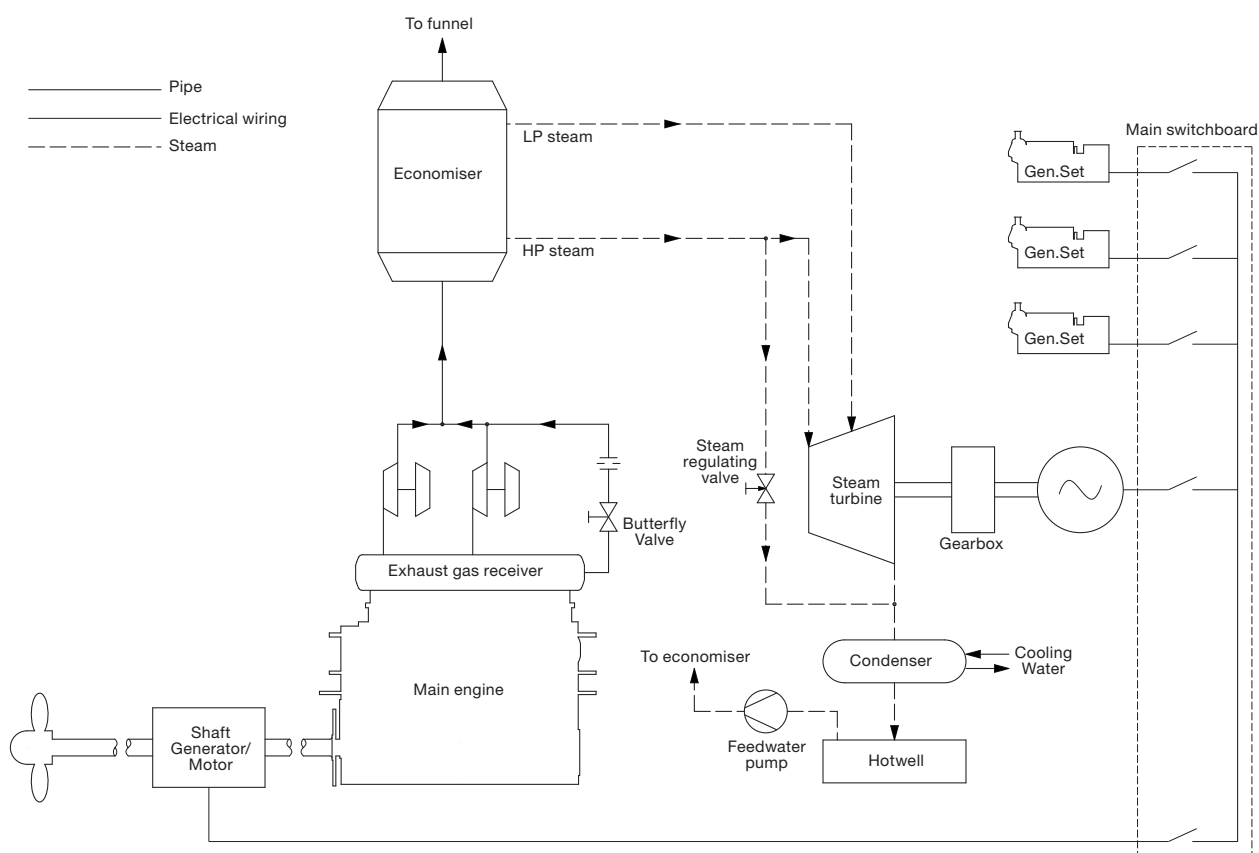 To funnel
Pipe
Electrical wiring
Steam
LP steam
Economiser
HP steam
Main switchboard
Gen.Set
Gen.Set
Gen.Set
Steam
regulating
valve
Steam
turbine
Gearbox
Butterfly
Valve
Exhaust gas receiver
Main engine
To economiser
Condenser
Cooling
Water
Shaft
Generator/
Motor
Feedwater
pump
Hotwell